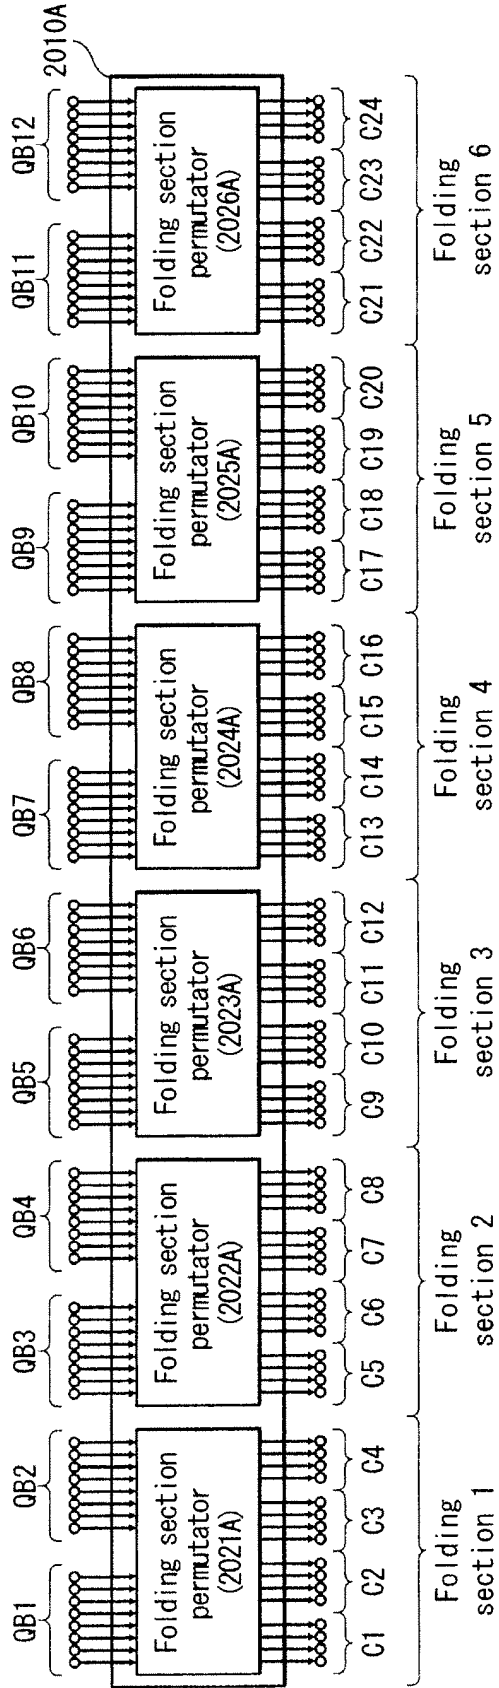 2010A
QB1 QB2 QB3 QB4 QB5 QB6 QB7 QB8 QB9 QB10 QB11 QB12
Folding section
permutator
(2021A)
Folding section
permutator
(2022A)
Folding section
permutator
(2023A)
Folding section
permutator
(2024A)
Folding section
permutator
(2025A)
Folding section
permutator
(2026A)
C1 C2 C3 C4 C5 C6 C7 C8 C9 C10 C11 C12 C13 C14 C15 C16 C17 C18 C19 C20 C21 C22 C23 C24
Folding
section 1
Folding
section 2
Folding
section 3
Folding
section 4
Folding
section 5
Folding
section 6